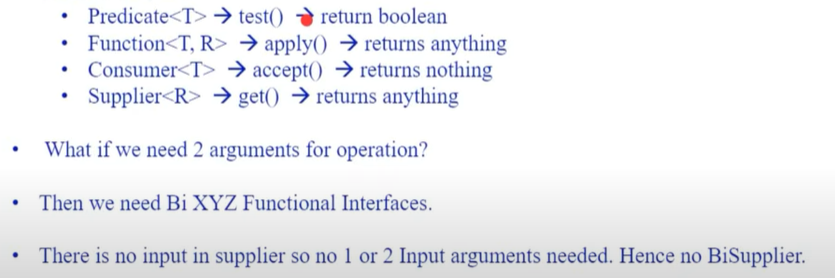 • Predicate<T> → test() → return boolean
• Function<T, R> → apply() → returns anything
• Consumer<T> → accept() → returns nothing
• Supplier<R> → get() → returns anything
• What if we need 2 arguments for operation?
• Then we need Bi XYZ Functional Interfaces.
• There is no input in supplier so no 1 or 2 Input arguments needed. Hence no BiSupplier.